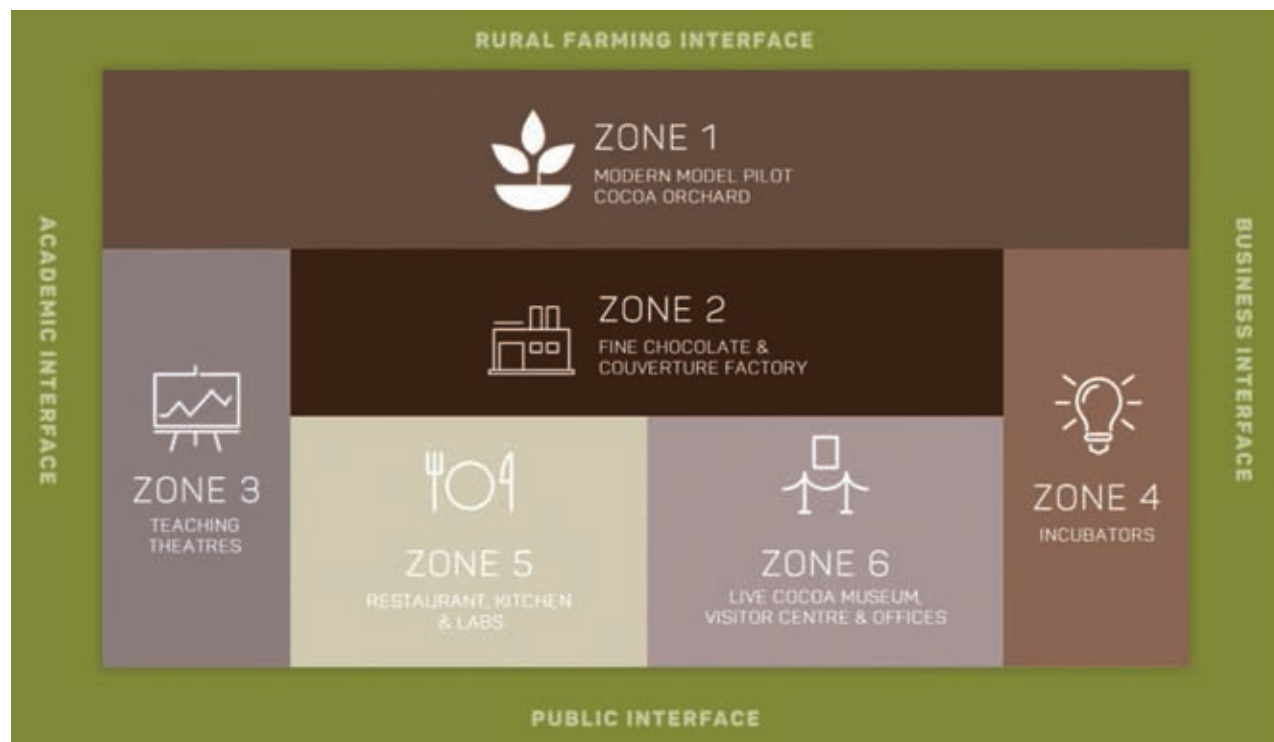 RURAL FARMING INTERFACE
ZONE 1
MODERN MODEL PILOT
COCOA ORCHARD
ACADEMIC INTERFACE
BUSINESS INTERFACE
ZONE 2
FINE CHOCOLATE &
COUVERTURE FACTORY
ZONE 3
TEACHING
THEATRES
ZONE 4
INCUBATORS
ZONE 5
RESTAURANT, KITCHEN
& LABS
ZONE 6
LIVE COCOA MUSEUM,
VISITOR CENTRE & OFFICES
PUBLIC INTERFACE